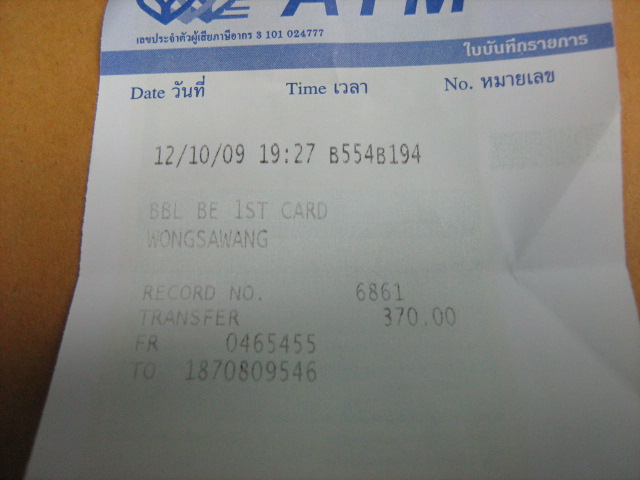 ATM
เลขประจำตัวผู้เสียภาษีอากร 3 101 024777
ใบบันทึกรายการ
Date วันที่ Time เวลา No. หมายเลข
12/10/09 19:27 B554B194
BBL BE 1ST CARD
WONGSAWANG
RECORD NO. 6861
TRANSFER 370.00
FR 0465455
TO 1870809546